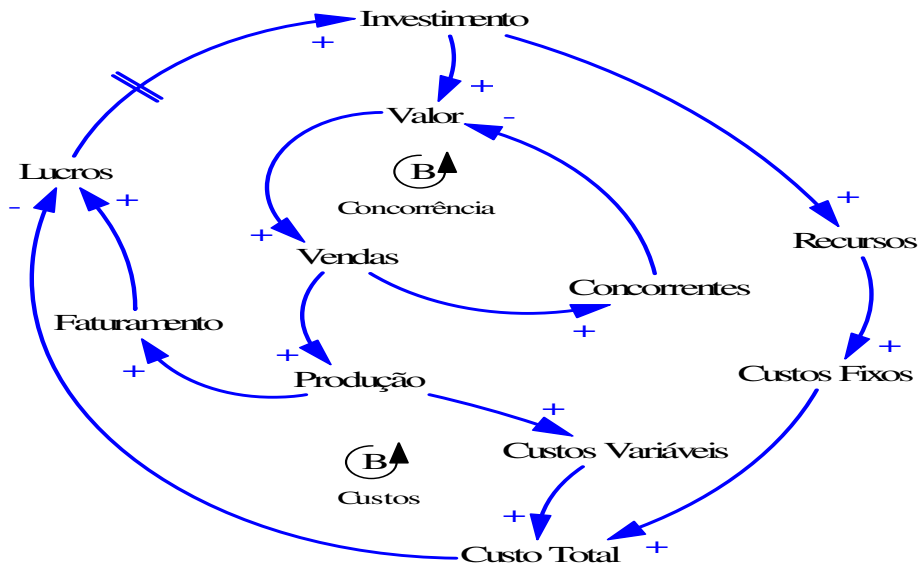 Investimento
+
+
Valor
-
Lucros
B
-
+
+
Concorrência
+
Recursos
Vendas
Concorrentes
Faturamento
+
+
+
+
Produção
Custos Fixos
+
B
Custos Variáveis
Custos
+
+
Custo Total